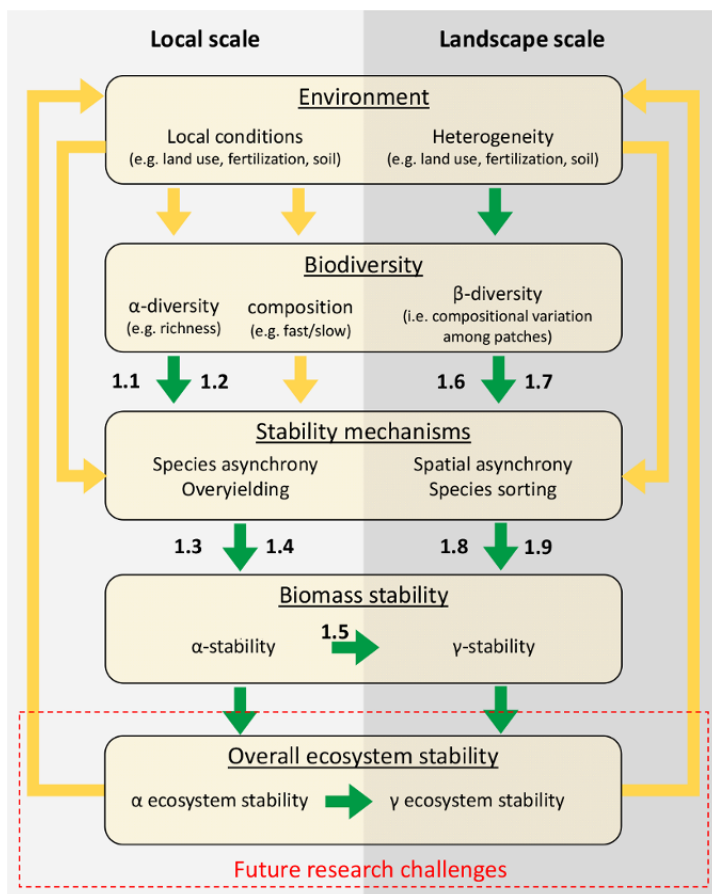 Local scale
Landscape scale
Environment
Local conditions
(e.g. land use, fertilization, soil)
Heterogeneity
(e.g. land use, fertilization, soil)
Biodiversity
α-diversity
(e.g. richness)
composition
(e.g. fast/slow)
β-diversity
(i.e. compositional variation
among patches)
1.1
1.2
1.6
1.7
Stability mechanisms
Species asynchrony
Overyielding
Spatial asynchrony
Species sorting
1.3
1.4
1.8
1.9
Biomass stability
α-stability
1.5
γ-stability
Overall ecosystem stability
α ecosystem stability
γ ecosystem stability
Future research challenges